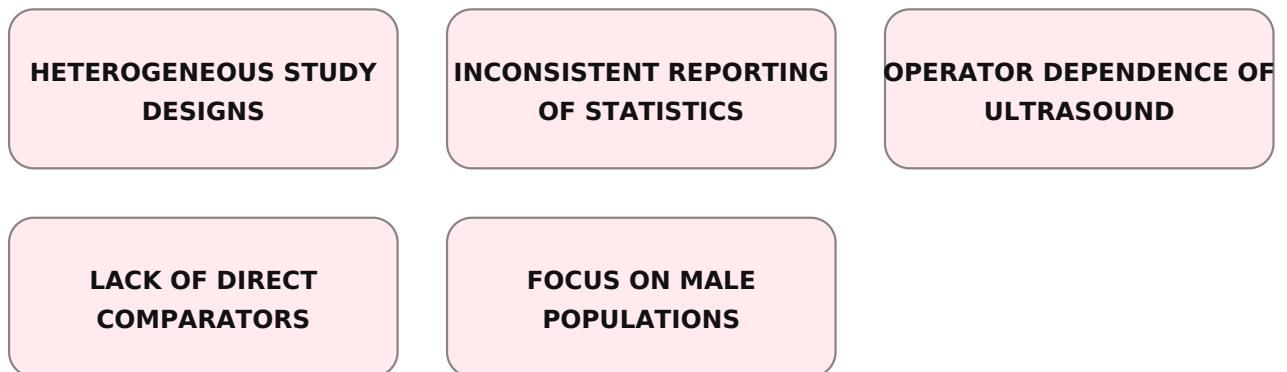 HETEROGENEOUS STUDY
DESIGNS
INCONSISTENT REPORTING
OF STATISTICS
OPERATOR DEPENDENCE OF
ULTRASOUND
LACK OF DIRECT
COMPARATORS
FOCUS ON MALE
POPULATIONS